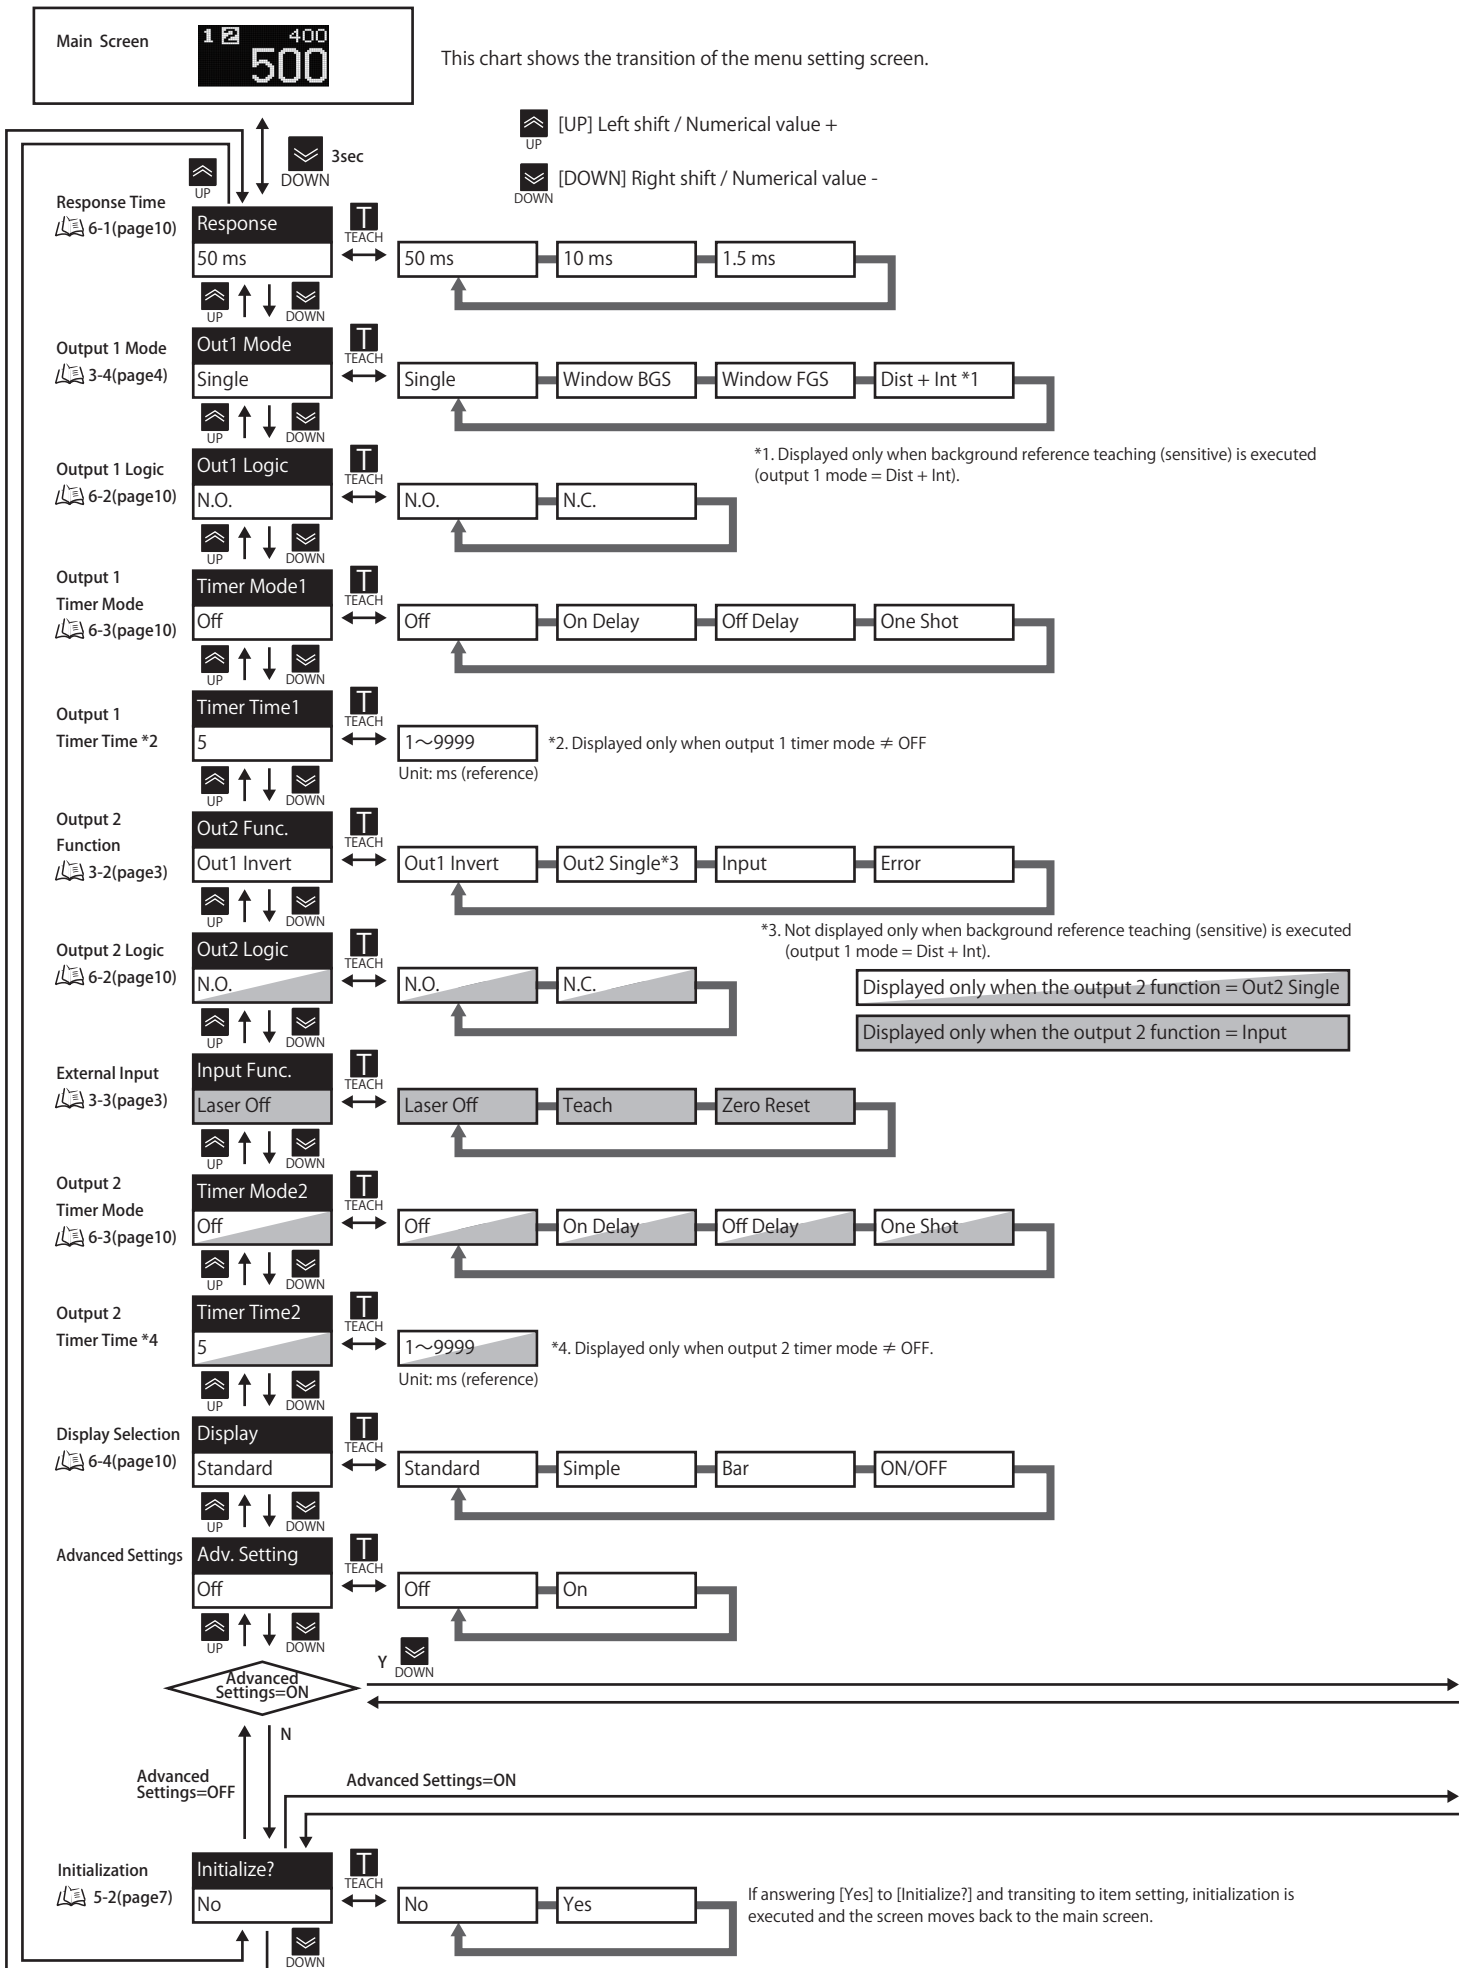 Main Screen
1 2 400
500
This chart shows the transition of the menu setting screen.
UP
[UP] Left shift / Numerical value +
DOWN
[DOWN] Right shift / Numerical value -
UP
DOWN
3sec
Response Time
6-1(page10)
Response
50 ms
T
TEACH
50 ms
10 ms
1.5 ms
UP
DOWN
Output 1 Mode
3-4(page4)
Out1 Mode
Single
T
TEACH
Single
Window BGS
Window FGS
Dist + Int *1
UP
DOWN
*1. Displayed only when background reference teaching (sensitive) is executed
(output 1 mode = Dist + Int).
Output 1 Logic
6-2(page10)
Out1 Logic
N.O.
T
TEACH
N.O.
N.C.
UP
DOWN
Output 1
Timer Mode
6-3(page10)
Timer Mode1
Off
T
TEACH
Off
On Delay
Off Delay
One Shot
UP
DOWN
Output 1
Timer Time *2
Timer Time1
5
T
TEACH
1～9999
Unit: ms (reference)
*2. Displayed only when output 1 timer mode ≠ OFF
UP
DOWN
Output 2
Function
3-2(page3)
Out2 Func.
Out1 Invert
T
TEACH
Out1 Invert
Out2 Single*3
Input
Error
UP
DOWN
*3. Not displayed only when background reference teaching (sensitive) is executed
(output 1 mode = Dist + Int).
Output 2 Logic
6-2(page10)
Out2 Logic
N.O.
T
TEACH
N.O.
N.C.
Displayed only when the output 2 function = Out2 Single
Displayed only when the output 2 function = Input
UP
DOWN
External Input
3-3(page3)
Input Func.
Laser Off
T
TEACH
Laser Off
Teach
Zero Reset
UP
DOWN
Output 2
Timer Mode
6-3(page10)
Timer Mode2
Off
T
TEACH
Off
On Delay
Off Delay
One Shot
UP
DOWN
Output 2
Timer Time *4
Timer Time2
5
T
TEACH
1～9999
Unit: ms (reference)
*4. Displayed only when output 2 timer mode ≠ OFF.
UP
DOWN
Display Selection
6-4(page10)
Display
Standard
T
TEACH
Standard
Simple
Bar
ON/OFF
UP
DOWN
Advanced Settings
Adv. Setting
Off
T
TEACH
Off
On
UP
DOWN
Y
DOWN
Advanced
Settings=ON
N
Advanced
Settings=OFF
Advanced Settings=ON
Initialization
5-2(page7)
Initialize?
No
T
TEACH
No
Yes
If answering [Yes] to [Initialize?] and transiting to item setting, initialization is
executed and the screen moves back to the main screen.
DOWN